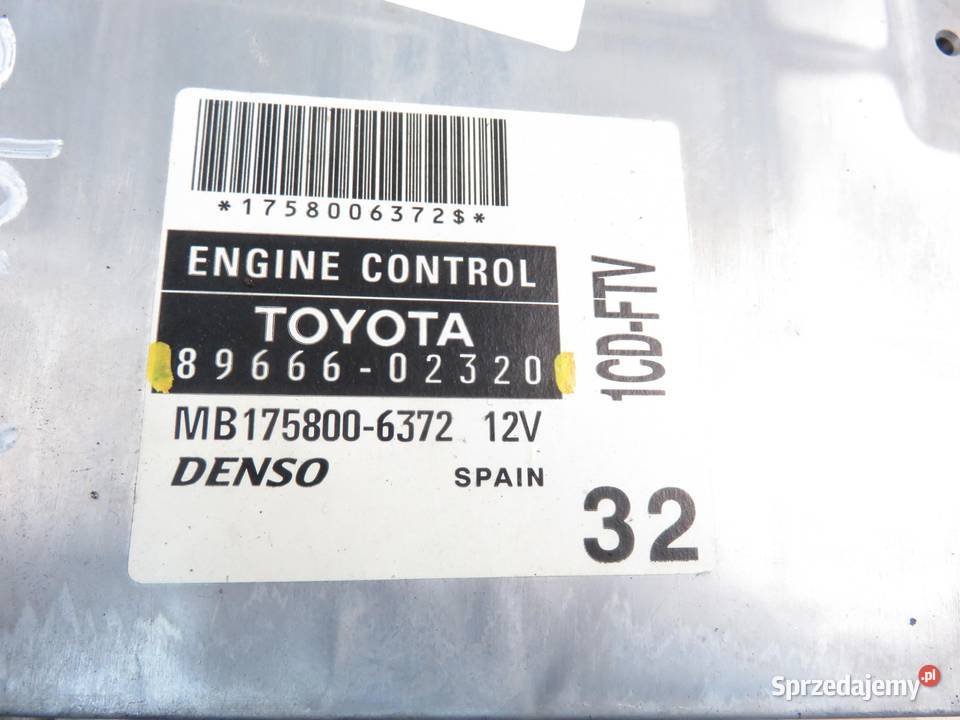 *1758006372$*
ENGINE CONTROL
TOYOTA
89666-02320
MB175800-6372 12V
DENSO SPAIN
1CD-FTV
32
Sprzedajemy.pl